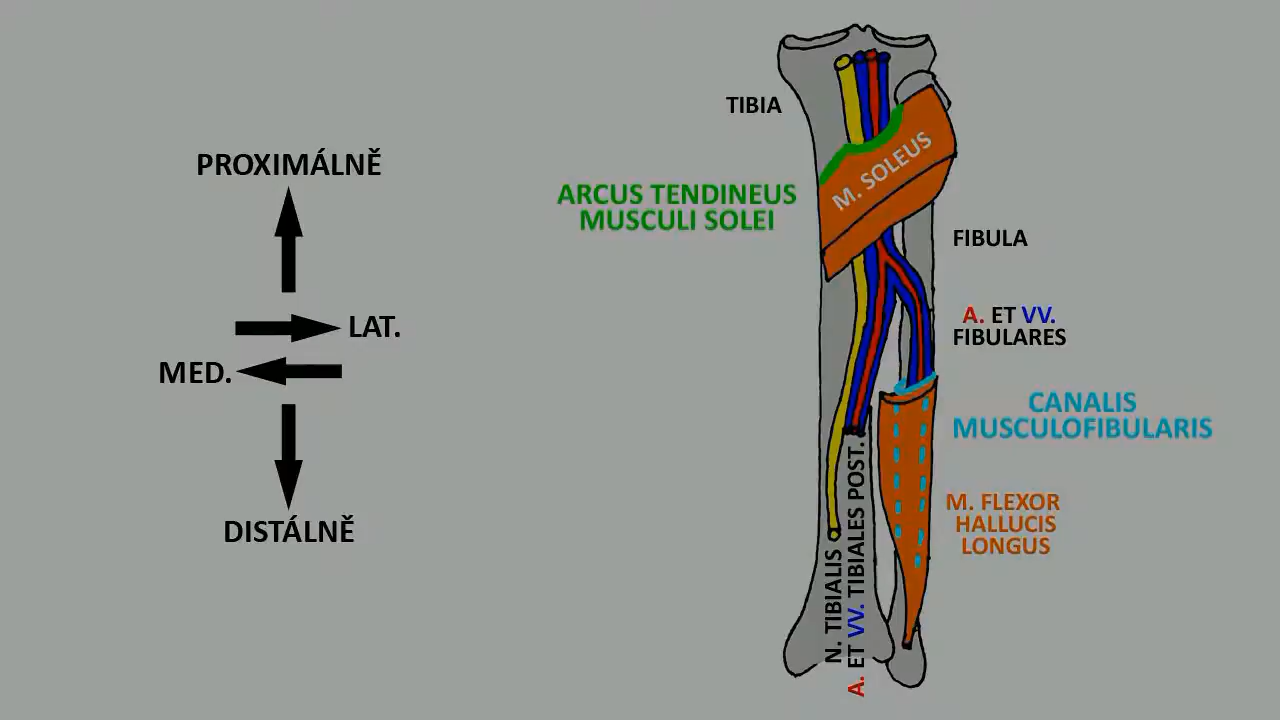 PROXIMÁLNĚ
LAT.
MED.
DISTÁLNĚ
TIBIA
M. SOLEUS
ARCUS TENDINEUS
MUSCULI SOLEI
FIBULA
A. ET VV.
FIBULARES
CANALIS
MUSCULOFIBULARIS
M. FLEXOR
HALLUCIS
LONGUS
N. TIBIALIS
A. ET VV. TIBIALES POST.